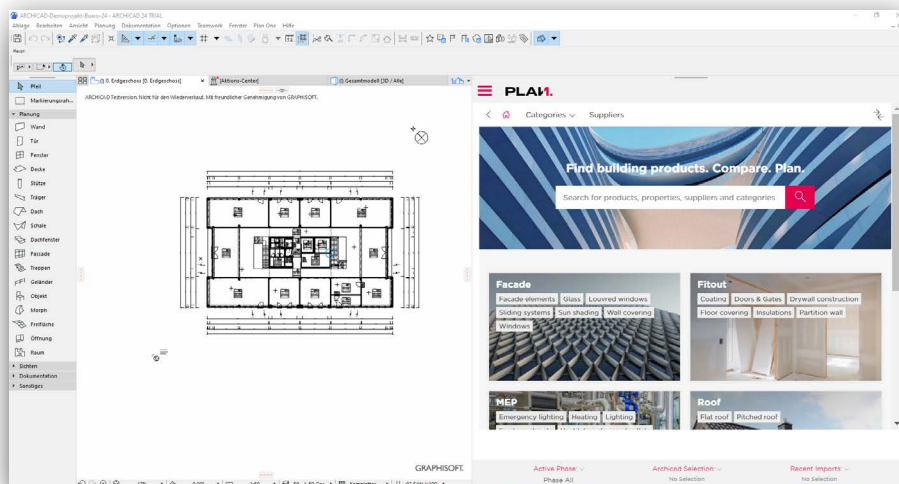 ARCHICAD-Demoprojekt-Buero-24 - ARCHICAD 24 TRIAL
Ablage Bearbeiten Ansicht Planung Dokumentation Optionen Teamwork Fenster Plan One Hilfe
Haupt
(!) 0. Erdgeschoss [0. Erdgeschoss]
[Aktions-Center]
(!) Gesamtmodell [3D / Alle]
Pfeil
Markierungsrah...
Planung
Wand
Tür
Fenster
Decke
Stütze
Träger
Dach
Schale
Dachfenster
Fassade
Treppen
Geländer
Objekt
Morph
Freifläche
Öffnung
Raum
Sichten
Dokumentation
Sonstiges
ARCHICAD Testversion. Nicht für den Wiederverkauf. Mit freundlicher Genehmigung von GRAPHISOFT.
GRAPHISOFT.
PLAN1.
Categories
Suppliers
Find building products. Compare. Plan.
Search for products, properties, suppliers and categories
Facade
Facade elements Glass Louvred windows
Sliding systems Sun shading Wall covering
Windows
Fitout
Coating Doors & Gates Drywall construction
Floor covering Insulations Partition wall
MEP
Emergency lighting Heating Lighting
Roof
Flat roof Pitched roof
Active Phase:
Phase All
Archicad Selection:
No Selection
Recent Imports:
No Selection